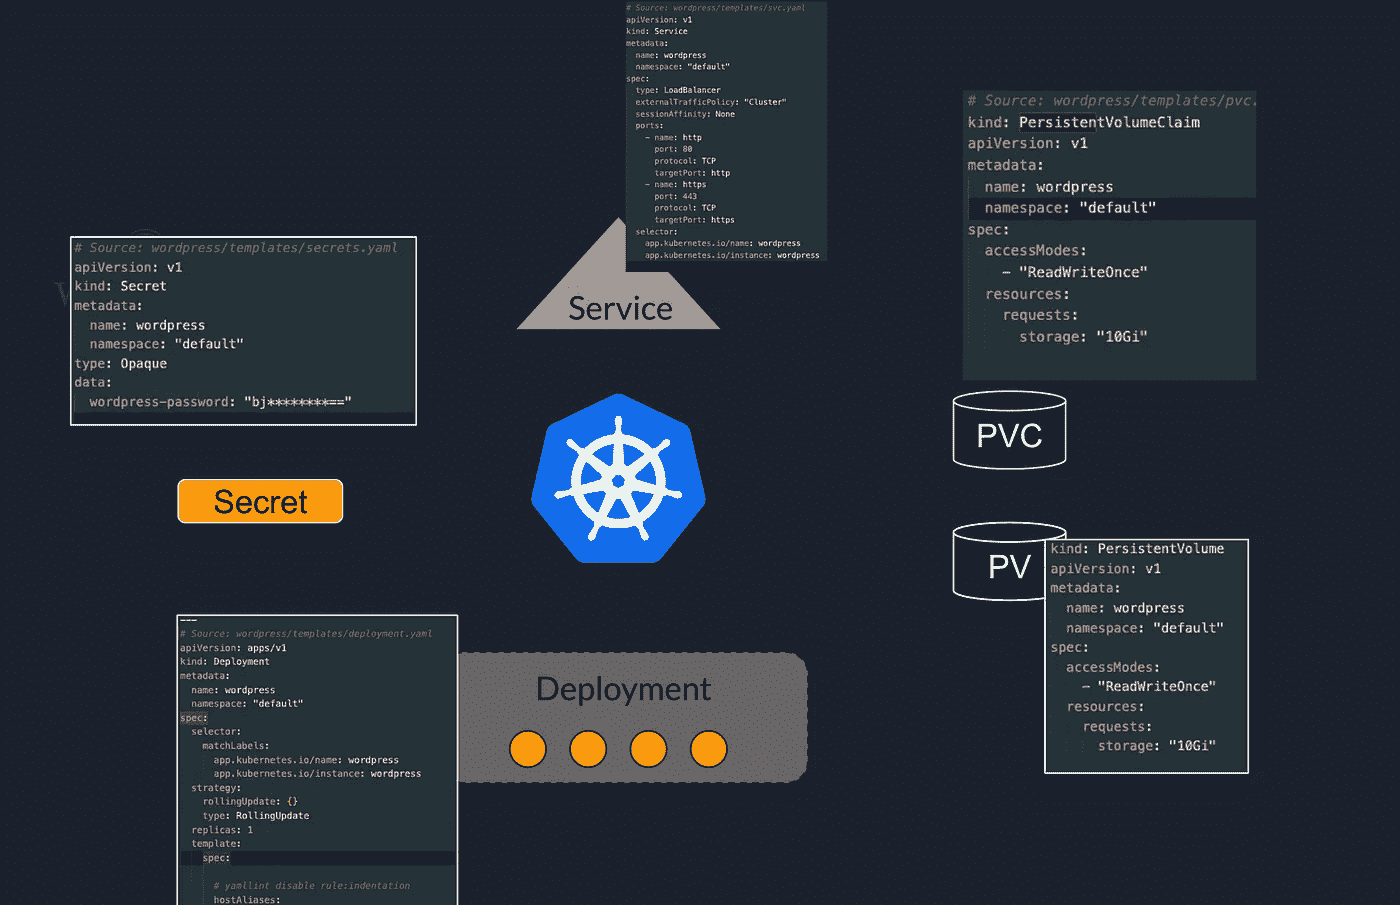 # Source: wordpress/templates/svc.yaml
apiVersion: v1
kind: Service
metadata:
name: wordpress
namespace: "default"
spec:
type: LoadBalancer
externalTrafficPolicy: "Cluster"
sessionAffinity: None
ports:
- name: http
port: 80
protocol: TCP
targetPort: http
- name: https
port: 443
protocol: TCP
targetPort: https
selector:
app.kubernetes.io/name: wordpress
app.kubernetes.io/instance: wordpress
Service
# Source: wordpress/templates/pvc.
kind: PersistentVolumeClaim
apiVersion: v1
metadata:
name: wordpress
namespace: "default"
spec:
accessModes:
- "ReadWriteOnce"
resources:
requests:
storage: "10Gi"
PVC
# Source: wordpress/templates/secrets.yaml
apiVersion: v1
kind: Secret
metadata:
name: wordpress
namespace: "default"
type: Opaque
data:
wordpress-password: "bj********=="
Secret
PV
kind: PersistentVolume
apiVersion: v1
metadata:
name: wordpress
namespace: "default"
spec:
accessModes:
- "ReadWriteOnce"
resources:
requests:
storage: "10Gi"
---
# Source: wordpress/templates/deployment.yaml
apiVersion: apps/v1
kind: Deployment
metadata:
name: wordpress
namespace: "default"
spec:
selector:
matchLabels:
app.kubernetes.io/name: wordpress
app.kubernetes.io/instance: wordpress
strategy:
rollingUpdate: {}
type: RollingUpdate
replicas: 1
template:
spec:
# yamllint disable rule:indentation
hostAliases:
Deployment